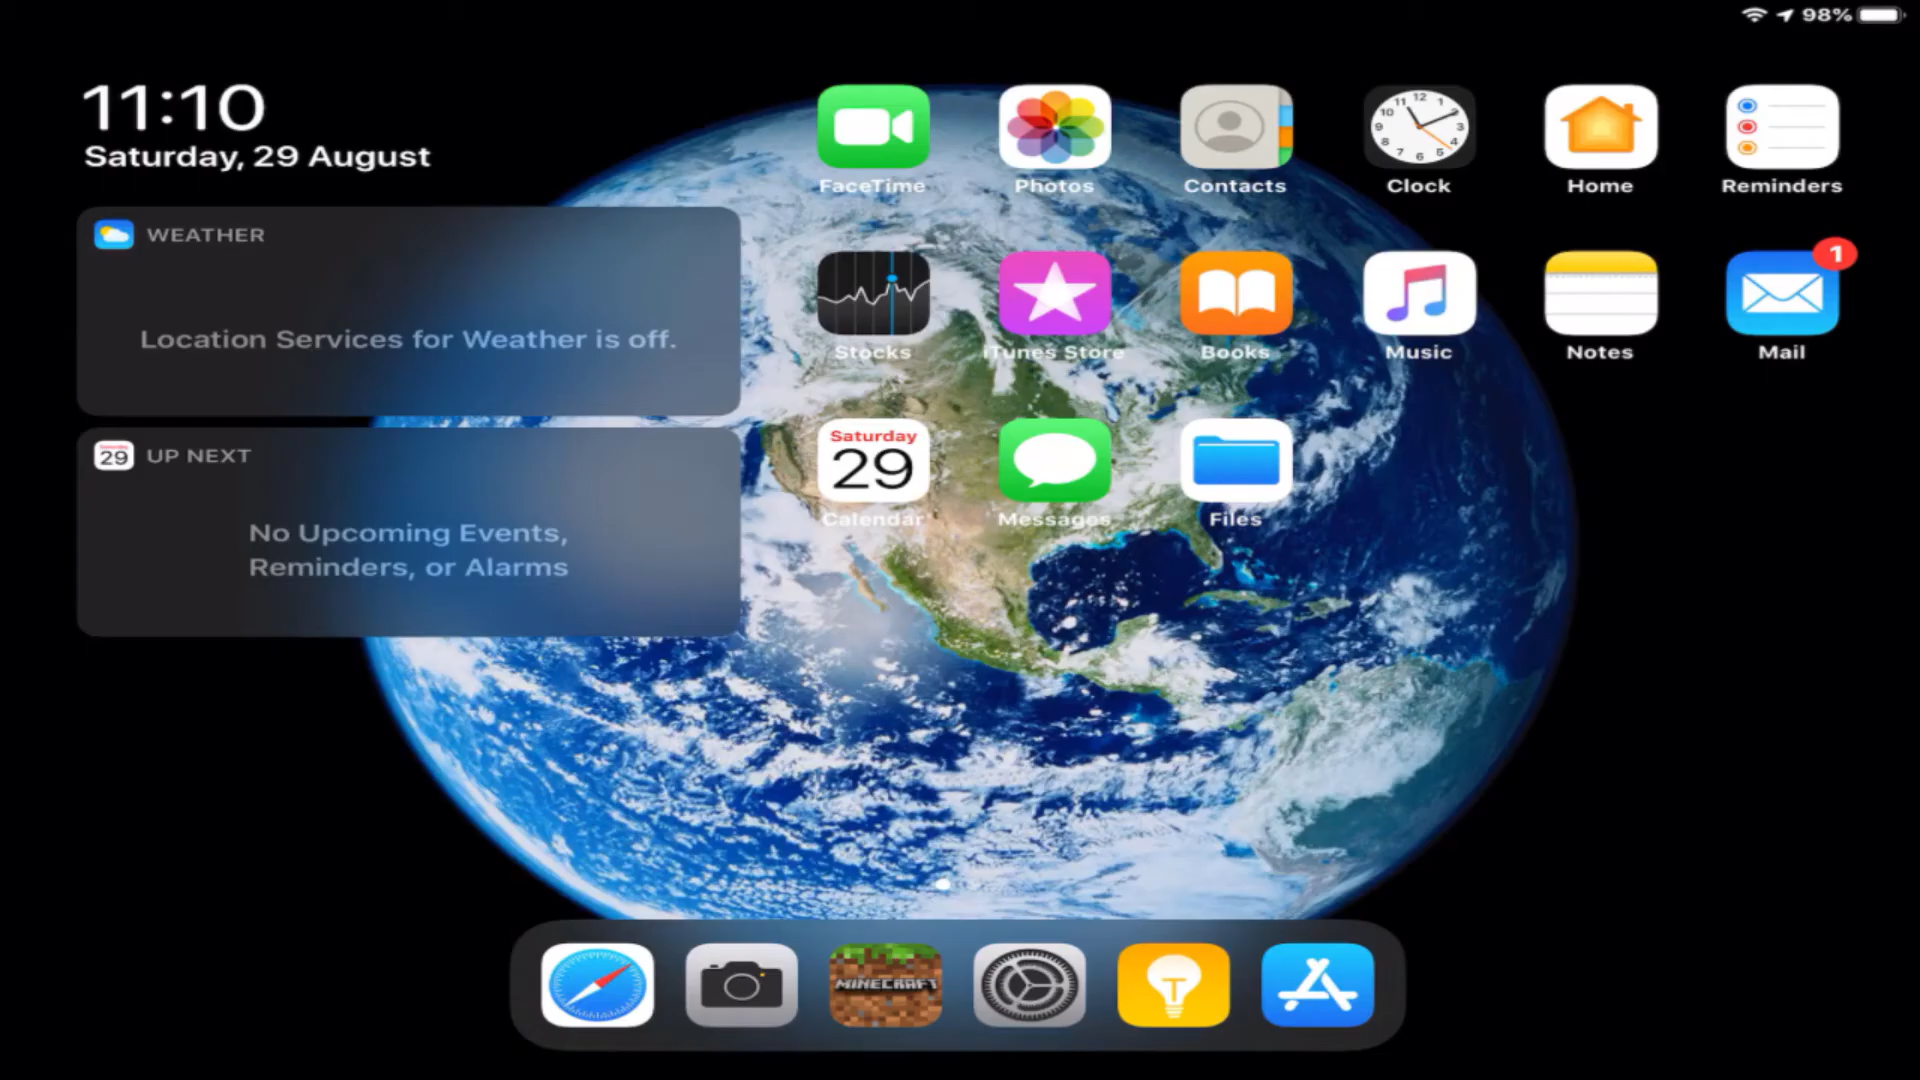 98%
11:10
Saturday, 29 August
WEATHER
Location Services for Weather is off.
29
UP NEXT
No Upcoming Events,
Reminders, or Alarms
FaceTime
Photos
Contacts
Clock
Home
Reminders
Stocks
iTunes Store
Books
Music
Notes
1
Mail
Saturday
29
Calendar
Messages
Files
MINECRAFT